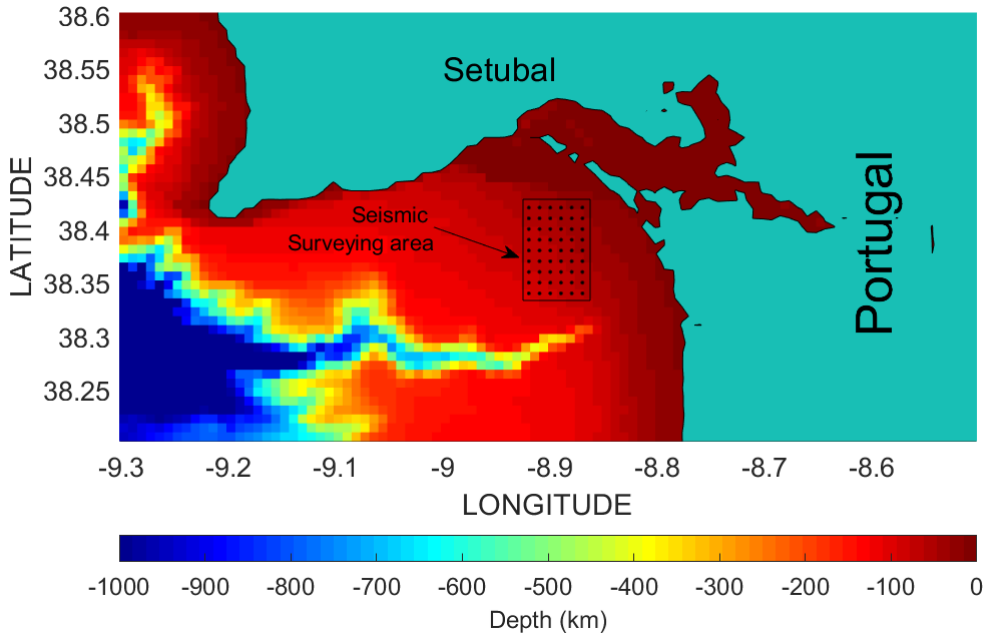 38.6
38.55
38.5
38.45
38.4
38.35
38.3
38.25
LATITUDE
Setubal
Seismic
Surveying area
Portugal
-9.3 -9.2 -9.1 -9 -8.9 -8.8 -8.7 -8.6
LONGITUDE
-1000 -900 -800 -700 -600 -500 -400 -300 -200 -100 0
Depth (km)